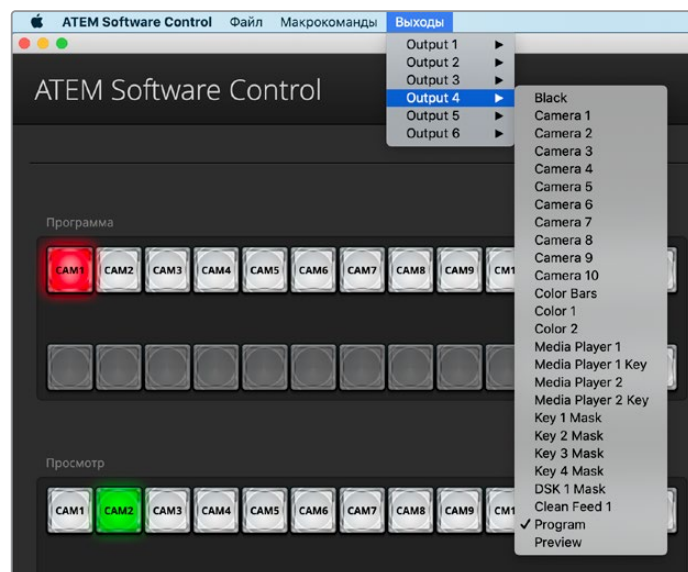 ATEM Software Control Файл Макрокоманды Выходы
Output 1
Output 2
Output 3
Output 4
Output 5
Output 6
ATEM Software Control
Black
Camera 1
Camera 2
Camera 3
Camera 4
Camera 5
Camera 6
Camera 7
Camera 8
Camera 9
Camera 10
Color Bars
Color 1
Color 2
Media Player 1
Media Player 1 Key
Media Player 2
Media Player 2 Key
Key 1 Mask
Key 2 Mask
Key 3 Mask
Key 4 Mask
DSK 1 Mask
Clean Feed 1
✓ Program
Preview
Программа
CAM1 CAM2 CAM3 CAM4 CAM5 CAM6 CAM7 CAM8 CAM9 CM1
Просмотр
CAM1 CAM2 CAM3 CAM4 CAM5 CAM6 CAM7 CAM8 CAM9 CM1